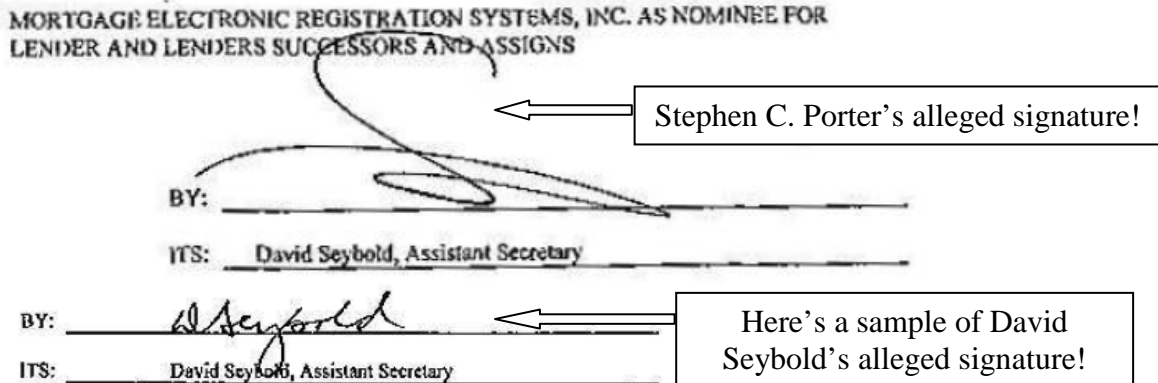 MORTGAGE ELECTRONIC REGISTRATION SYSTEMS, INC. AS NOMINEE FOR
LENDER AND LENDERS SUCCESSORS AND ASSIGNS
Stephen C. Porter’s alleged signature!
BY:
ITS: David Seybold, Assistant Secretary
BY: D Seybold
Here’s a sample of David
Seybold’s alleged signature!
ITS: David Seybold, Assistant Secretary